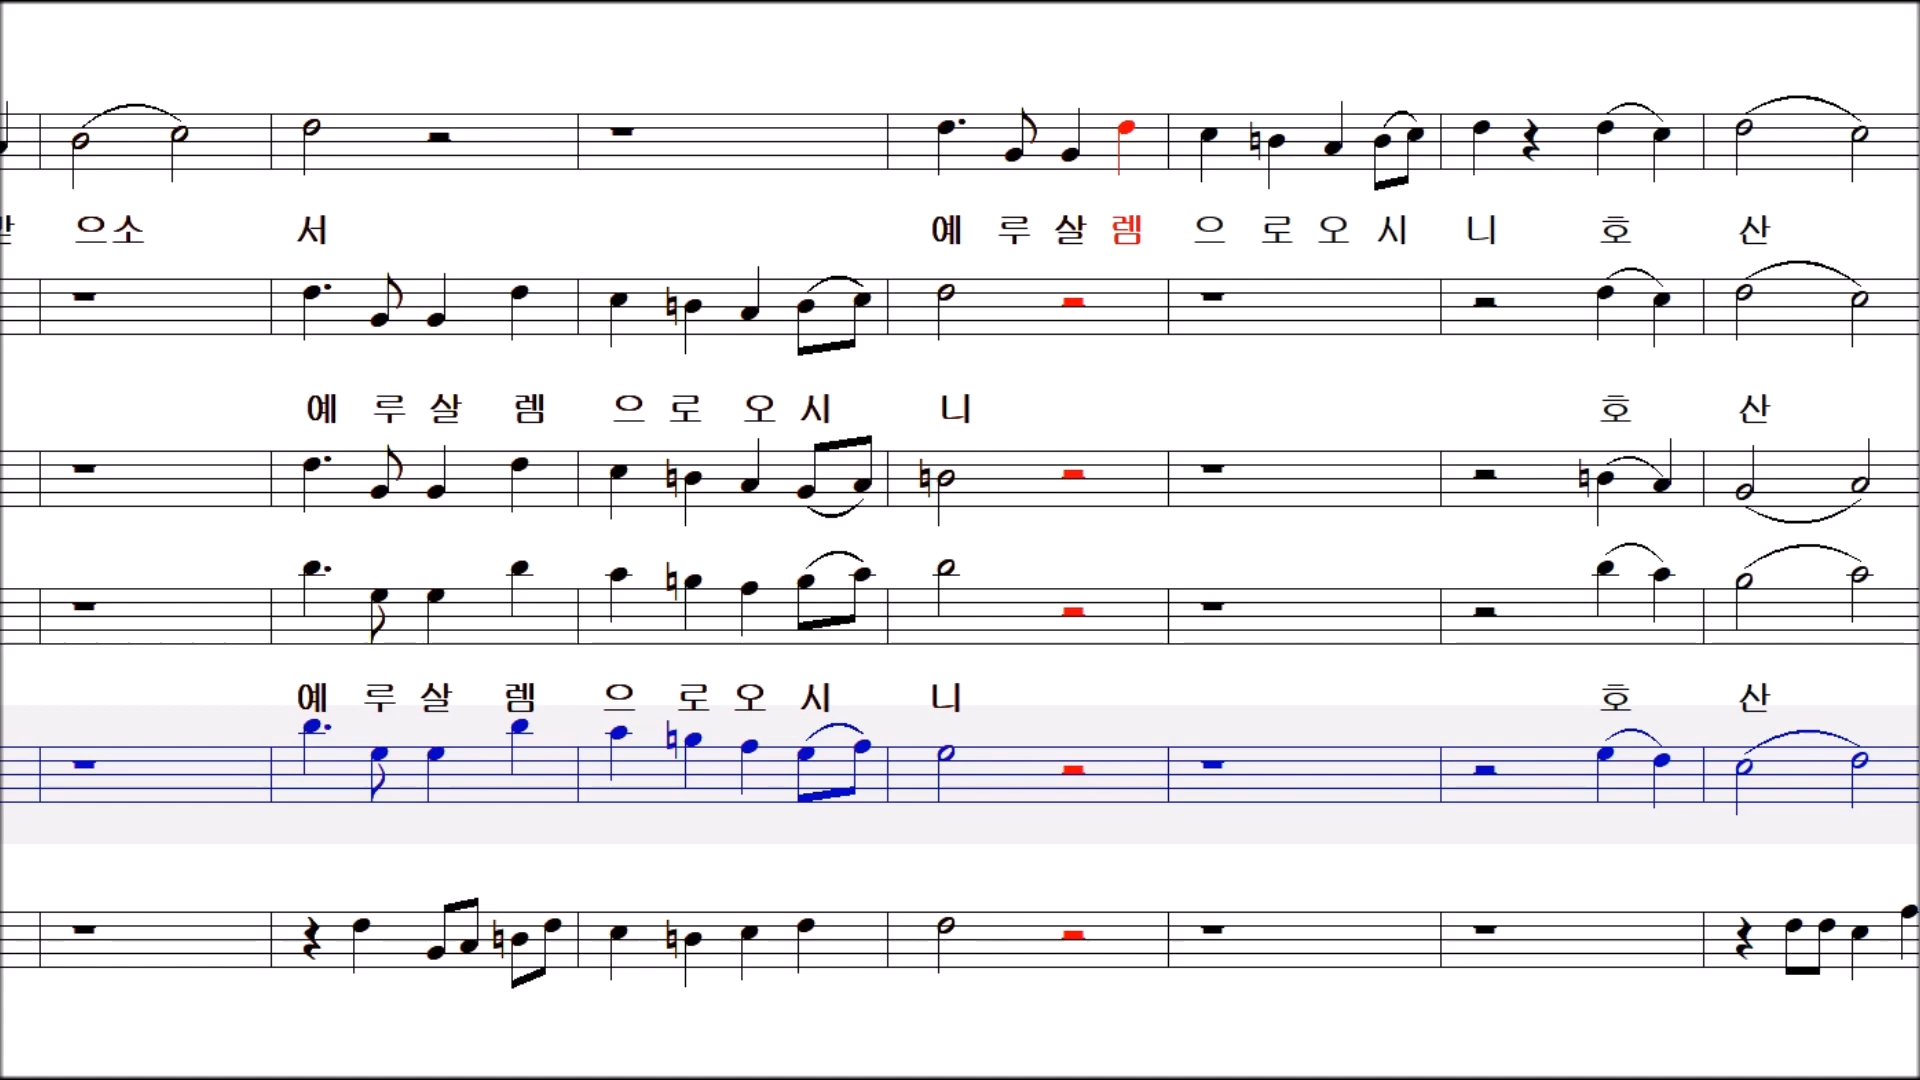 으소 서 예 루 살 렘 으 로 오 시 니 호 산
예 루 살 렘 으 로 오 시 니 호 산
예 루 살 렘 으 로 오 시 니 호 산